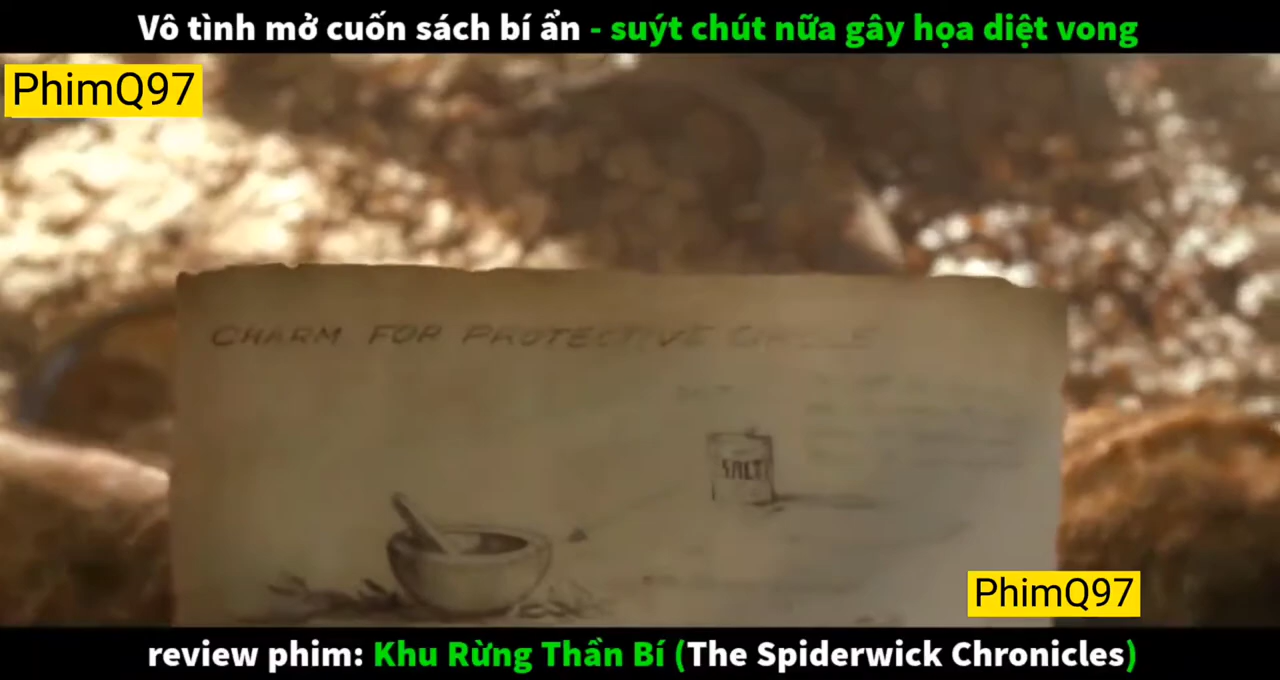 Vô tình mở cuốn sách bí ẩn - suýt chút nữa gây họa diệt vong
PhimQ97
CHARM FOR PROTECTIVE CIRCLE
SALT
PhimQ97
review phim: Khu Rừng Thần Bí (The Spiderwick Chronicles)